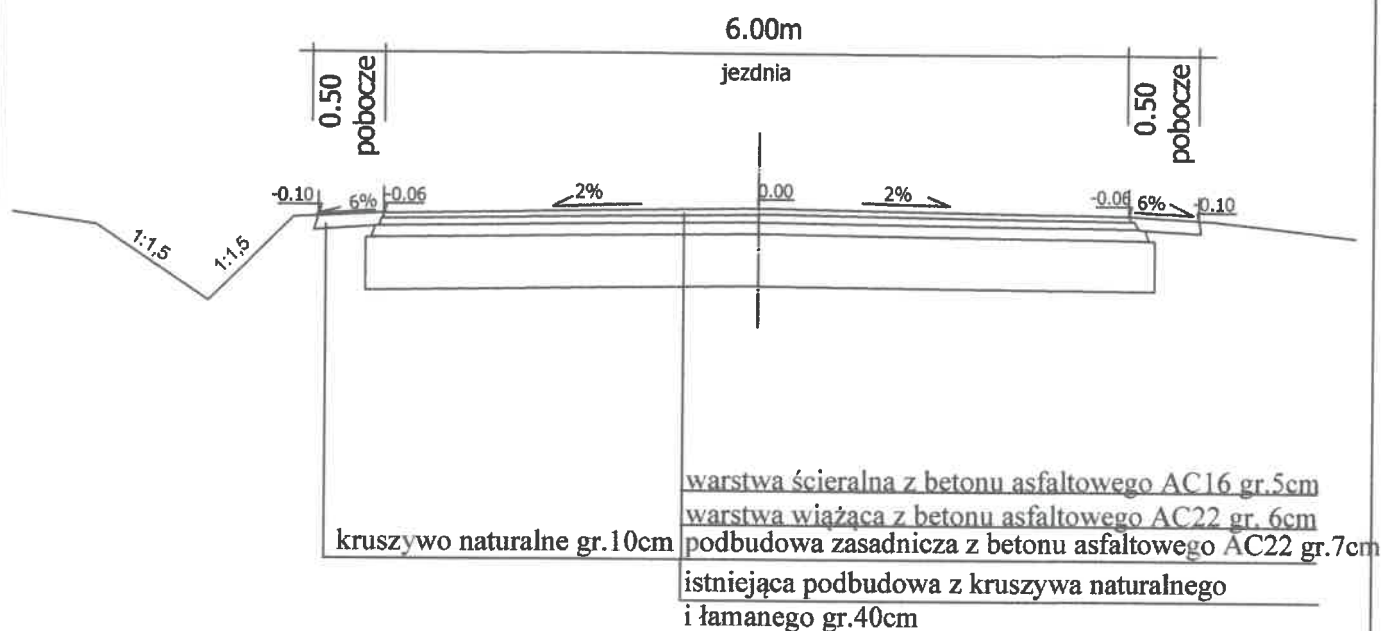 6.00m
jezdnia
0.50
pobocze
0.50
pobocze
-0.10
6%
-0.06
2%
0.00
2%
-0.06
6%
-0.10
1:1,5
1:1,5
warstwa ścieralna z betonu asfaltowego AC16 gr.5cm
warstwa wiążąca z betonu asfaltowego AC22 gr. 6cm
kruszywo naturalne gr.10cm
podbudowa zasadnicza z betonu asfaltowego AC22 gr.7cm
istniejąca podbudowa z kruszywa naturalnego
i łamanego gr.40cm